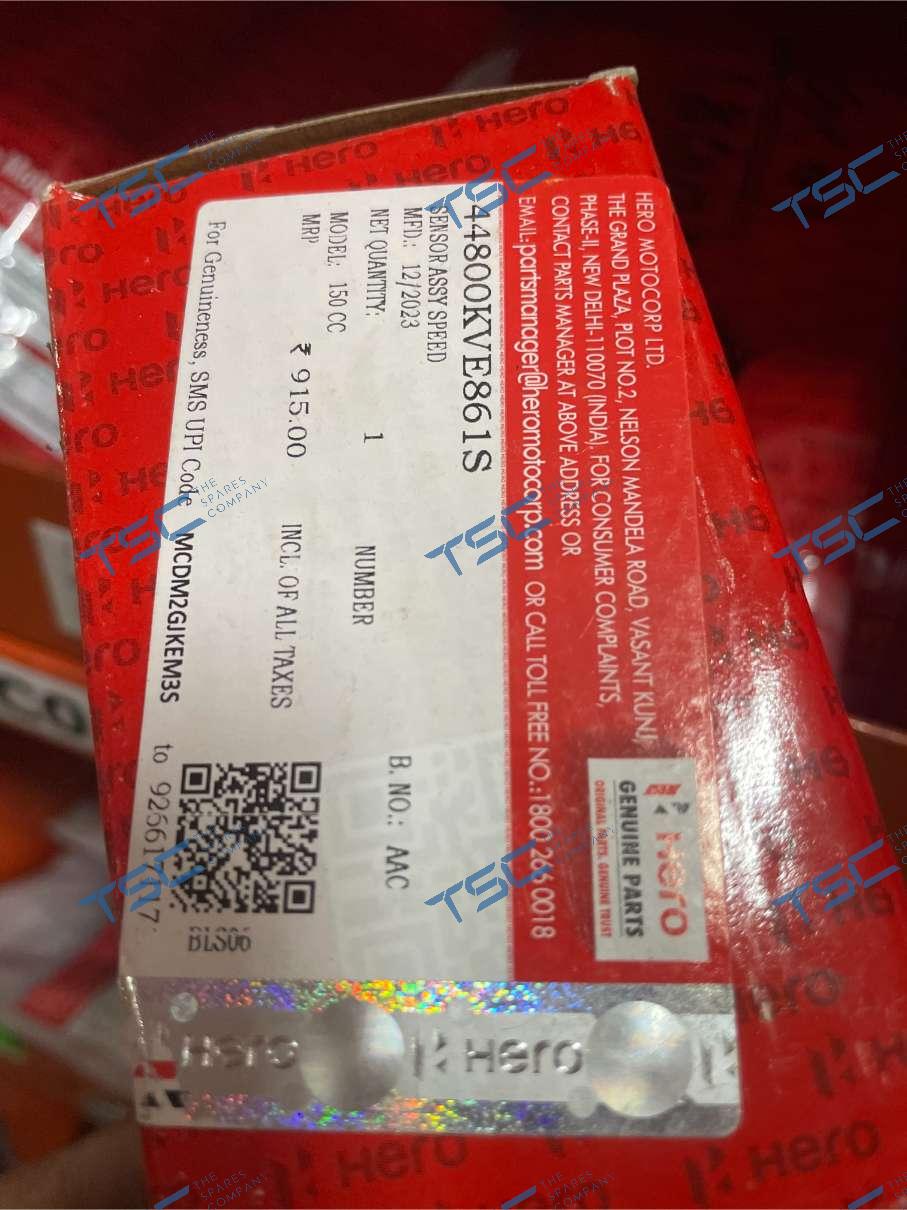 HERO MOTOCORP LTD.
THE GRAND PLAZA, PLOT NO.2, NELSON MANDELA ROAD, VASANT KUNJ,
PHASE-II, NEW DELHI-110070 (INDIA). FOR CONSUMER COMPLAINTS,
CONTACT PARTS MANAGER AT ABOVE ADDRESS OR
EMAIL:partsmanager@heromotocorp.com OR CALL TOLL FREE NO.:1800 266 0018
Hero
GENUINE PARTS
ORIGINAL PARTS. GENUINE TRUST
44800KVE861S
SENSOR ASSY SPEED
MFD.: 12/2023
NET QUANTITY: 1 NUMBER B. NO.: AAC
MODEL: 150 CC
MRP ₹ 915.00 INCL. OF ALL TAXES
For Genuineness, SMS UPI Code MCDM2GJKEM3S to
BLS06
Hero Hero
TSC THE SPARES COMPANY